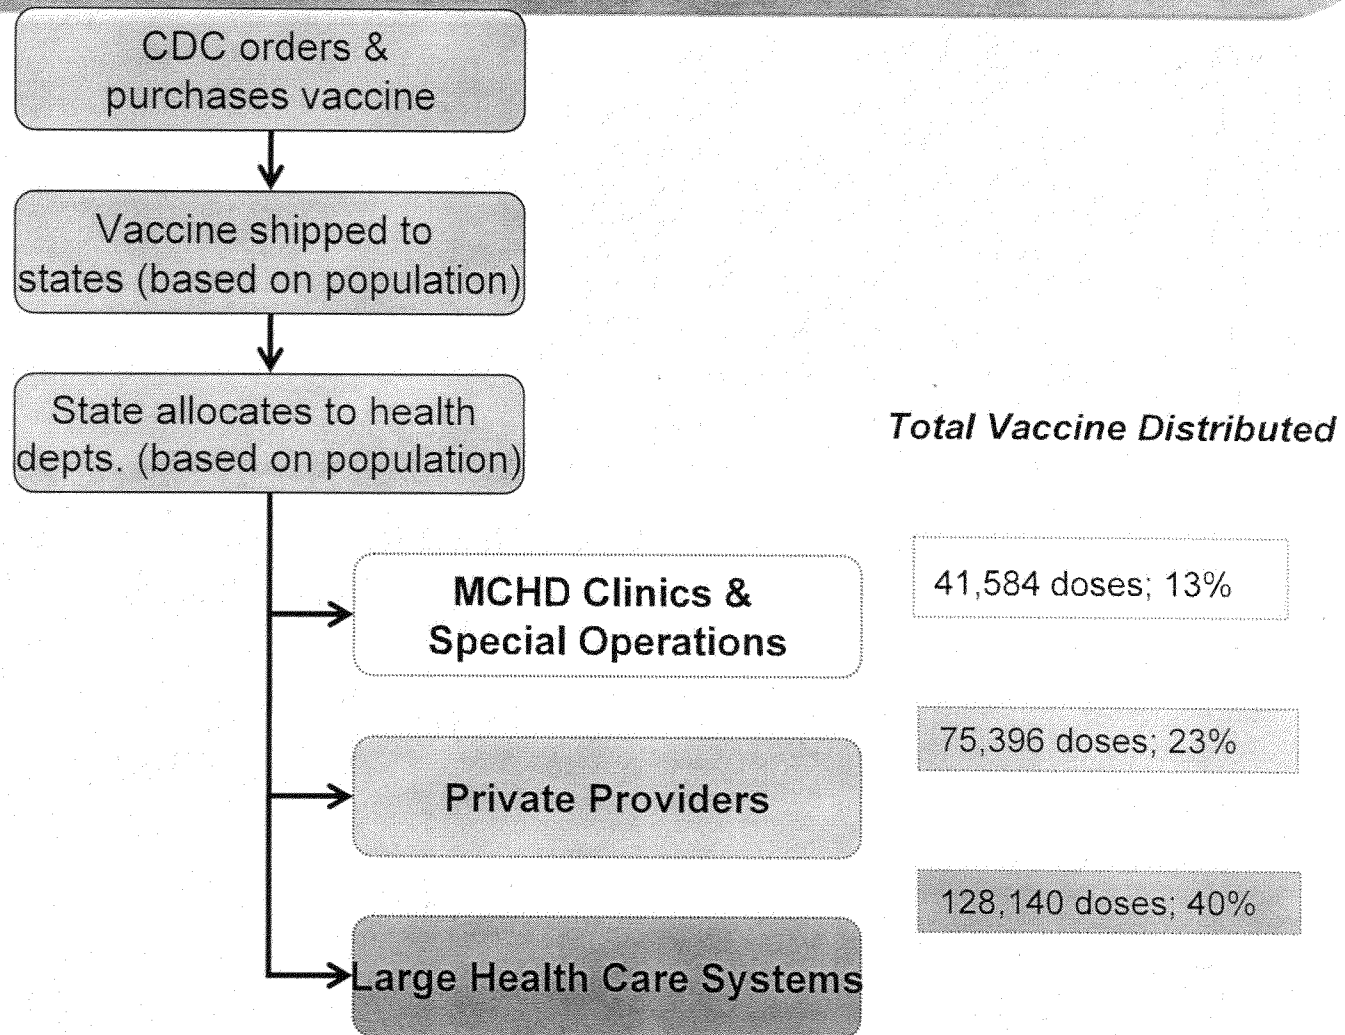 CDC orders &
purchases vaccine
Vaccine shipped to
states (based on population)
State allocates to health
depts. (based on population)
Total Vaccine Distributed
MCHD Clinics &
Special Operations
41,584 doses; 13%
Private Providers
75,396 doses; 23%
Large Health Care Systems
128,140 doses; 40%